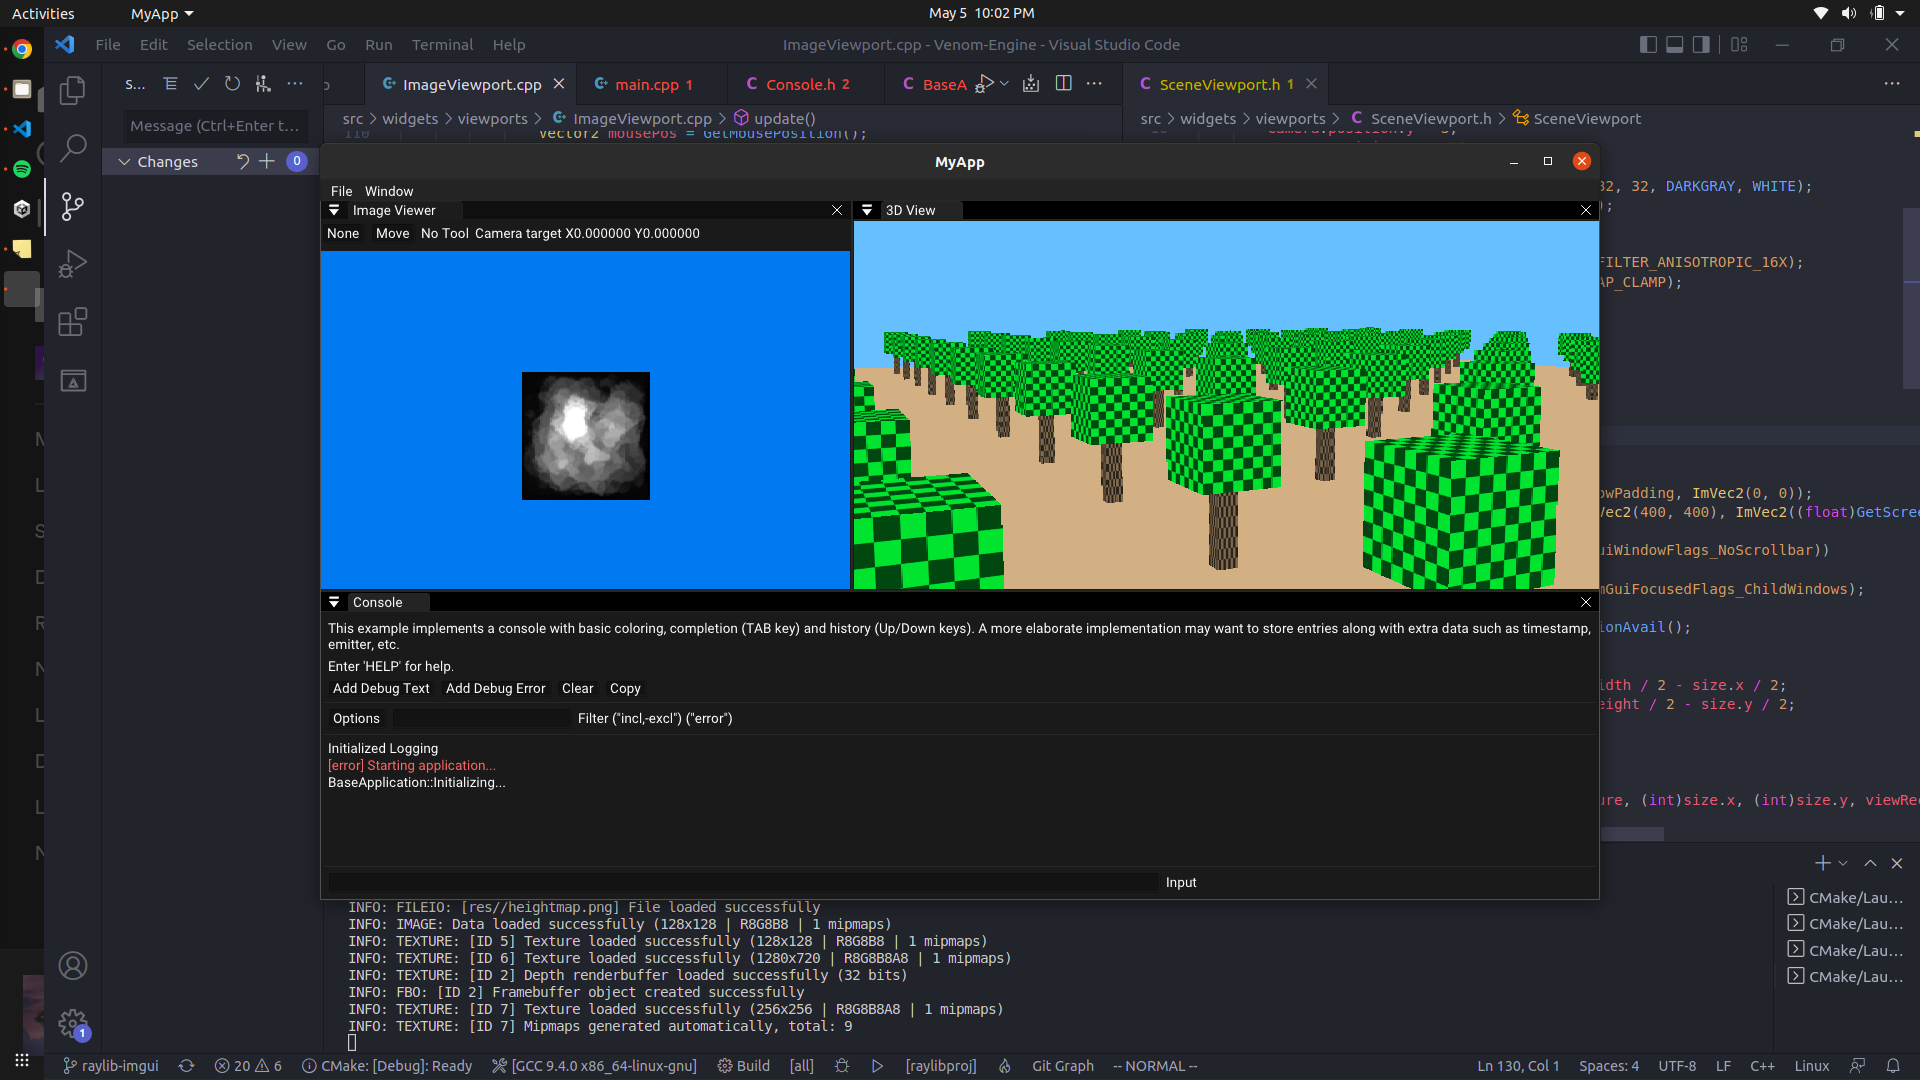 Activities
MyApp
May 5 10:02 PM
File Edit Selection View Go Run Terminal Help
ImageViewport.cpp - Venom-Engine - Visual Studio Code
S...
ImageViewport.cpp
main.cpp 1
Console.h 2
BaseA
SceneViewport.h 1
Message (Ctrl+Enter t...
src > widgets > viewports > ImageViewport.cpp > update()
src > widgets > viewports > SceneViewport.h > SceneViewport
110 Vector2 mousePos = GetMousePosition();
Changes
0
MyApp
File Window
32, 32, DARKGRAY, WHITE);
);
Image Viewer
3D View
None Move No Tool Camera target X0.000000 Y0.000000
FILTER_ANISOTROPIC_16X);
AP_CLAMP);
owPadding, ImVec2(0, 0));
Vec2(400, 400), ImVec2((float)GetScree
uiWindowFlags_NoScrollbar))
mGuiFocusedFlags_ChildWindows);
ionAvail();
idth / 2 - size.x / 2;
eight / 2 - size.y / 2;
ure, (int)size.x, (int)size.y, viewRec
Console
This example implements a console with basic coloring, completion (TAB key) and history (Up/Down keys). A more elaborate implementation may want to store entries along with extra data such as timestamp,
emitter, etc.
Enter 'HELP' for help.
Add Debug Text Add Debug Error Clear Copy
Options Filter ("incl,-excl") ("error")
Initialized Logging
[error] Starting application...
BaseApplication::Initializing...
Input
INFO: FILEIO: [res//heightmap.png] File loaded successfully
INFO: IMAGE: Data loaded successfully (128x128 | R8G8B8 | 1 mipmaps)
INFO: TEXTURE: [ID 5] Texture loaded successfully (128x128 | R8G8B8 | 1 mipmaps)
INFO: TEXTURE: [ID 6] Texture loaded successfully (1280x720 | R8G8B8A8 | 1 mipmaps)
INFO: TEXTURE: [ID 2] Depth renderbuffer loaded successfully (32 bits)
INFO: FBO: [ID 2] Framebuffer object created successfully
INFO: TEXTURE: [ID 7] Texture loaded successfully (256x256 | R8G8B8A8 | 1 mipmaps)
INFO: TEXTURE: [ID 7] Mipmaps generated automatically, total: 9
CMake/Lau...
CMake/Lau...
CMake/Lau...
CMake/Lau...
1
raylib-imgui 20 6 CMake: [Debug]: Ready [GCC 9.4.0 x86_64-linux-gnu] Build [all] [raylibproj] Git Graph -- NORMAL --
Ln 130, Col 1 Spaces: 4 UTF-8 LF C++ Linux